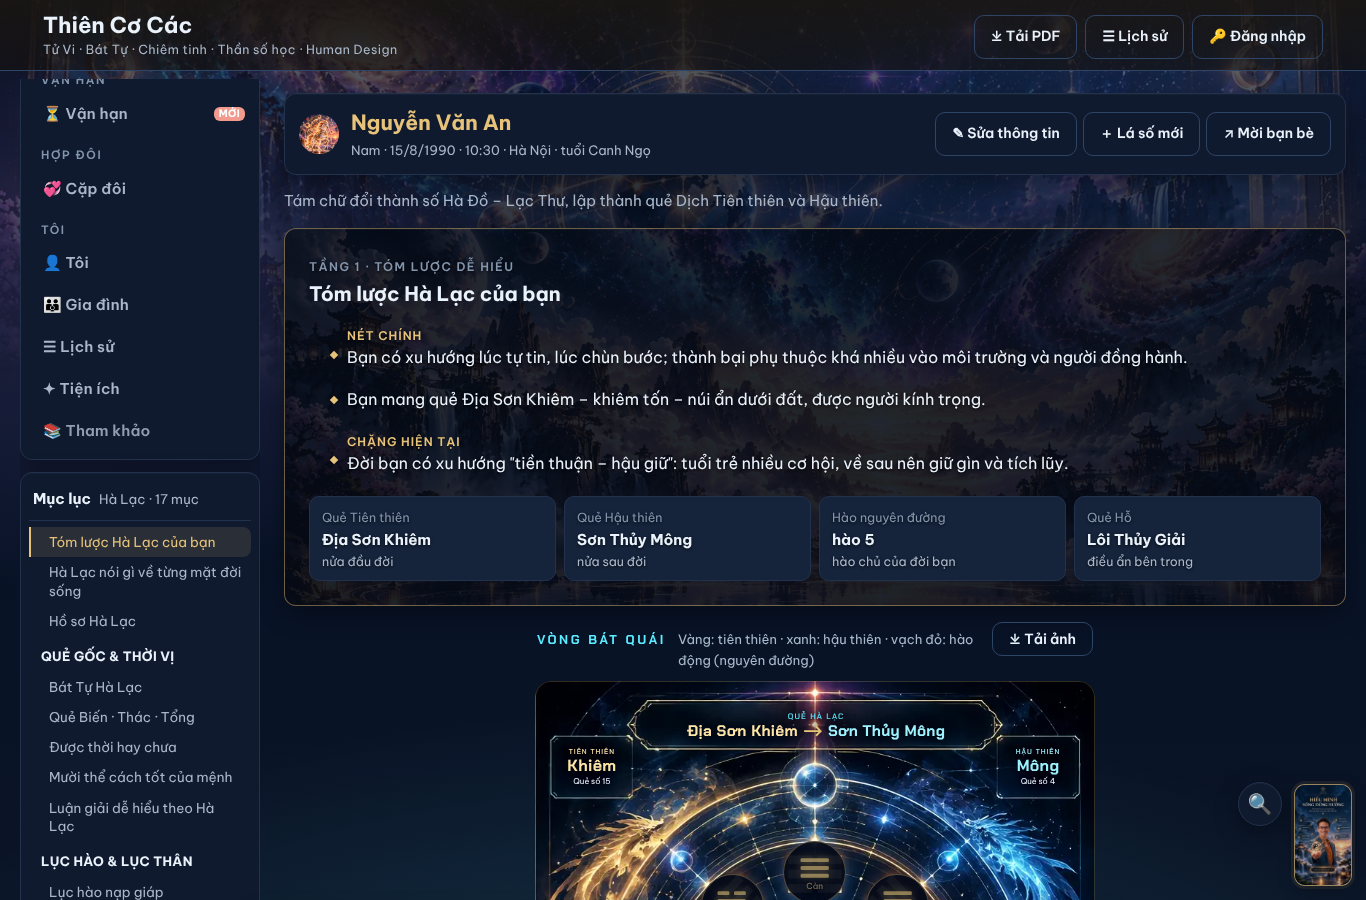 Thiên Cơ Các
Tử Vi · Bát Tự · Chiêm tinh · Thần số học · Human Design
Tải PDF
Lịch sử
Đăng nhập
VẬN HẠN
Vận hạn
MỚI
HỢP ĐÔI
Cặp đôi
TÔI
Tôi
Gia đình
Lịch sử
Tiện ích
Tham khảo
Mục lục Hà Lạc · 17 mục
Tóm lược Hà Lạc của bạn
Hà Lạc nói gì về từng mặt đời
sống
Hồ sơ Hà Lạc
QUẺ GỐC & THỜI VỊ
Bát Tự Hà Lạc
Quẻ Biến · Thác · Tổng
Được thời hay chưa
Mười thể cách tốt của mệnh
Luận giải dễ hiểu theo Hà
Lạc
LỤC HÀO & LỤC THÂN
Lục hào nạp giáp
Nguyễn Văn An
Nam · 15/8/1990 · 10:30 · Hà Nội · tuổi Canh Ngọ
✎ Sửa thông tin
+ Lá số mới
↗ Mời bạn bè
Tám chữ đổi thành số Hà Đồ – Lạc Thư, lập thành quẻ Dịch Tiên thiên và Hậu thiên.
TẦNG 1 · TÓM LƯỢC DỄ HIỂU
Tóm lược Hà Lạc của bạn
NÉT CHÍNH
Bạn có xu hướng lúc tự tin, lúc chùn bước; thành bại phụ thuộc khá nhiều vào môi trường và người đồng hành.
Bạn mang quẻ Địa Sơn Khiêm – khiêm tốn – núi ẩn dưới đất, được người kính trọng.
CHẶNG HIỆN TẠI
Đời bạn có xu hướng "tiền thuận – hậu giữ": tuổi trẻ nhiều cơ hội, về sau nên giữ gìn và tích lũy.
Quẻ Tiên thiên
Địa Sơn Khiêm
nửa đầu đời
Quẻ Hậu thiên
Sơn Thủy Mông
nửa sau đời
Hào nguyên đường
hào 5
hào chủ của đời bạn
Quẻ Hỗ
Lôi Thủy Giải
điều ẩn bên trong
VÒNG BÁT QUÁI
Vàng: tiên thiên · xanh: hậu thiên · vạch đỏ: hào
động (nguyên đường)
Tải ảnh
QUẺ HÀ LẠC
Địa Sơn Khiêm → Sơn Thủy Mông
TIÊN THIÊN
Khiêm
Quẻ số 15
HẬU THIÊN
Mông
Quẻ số 4
Càn